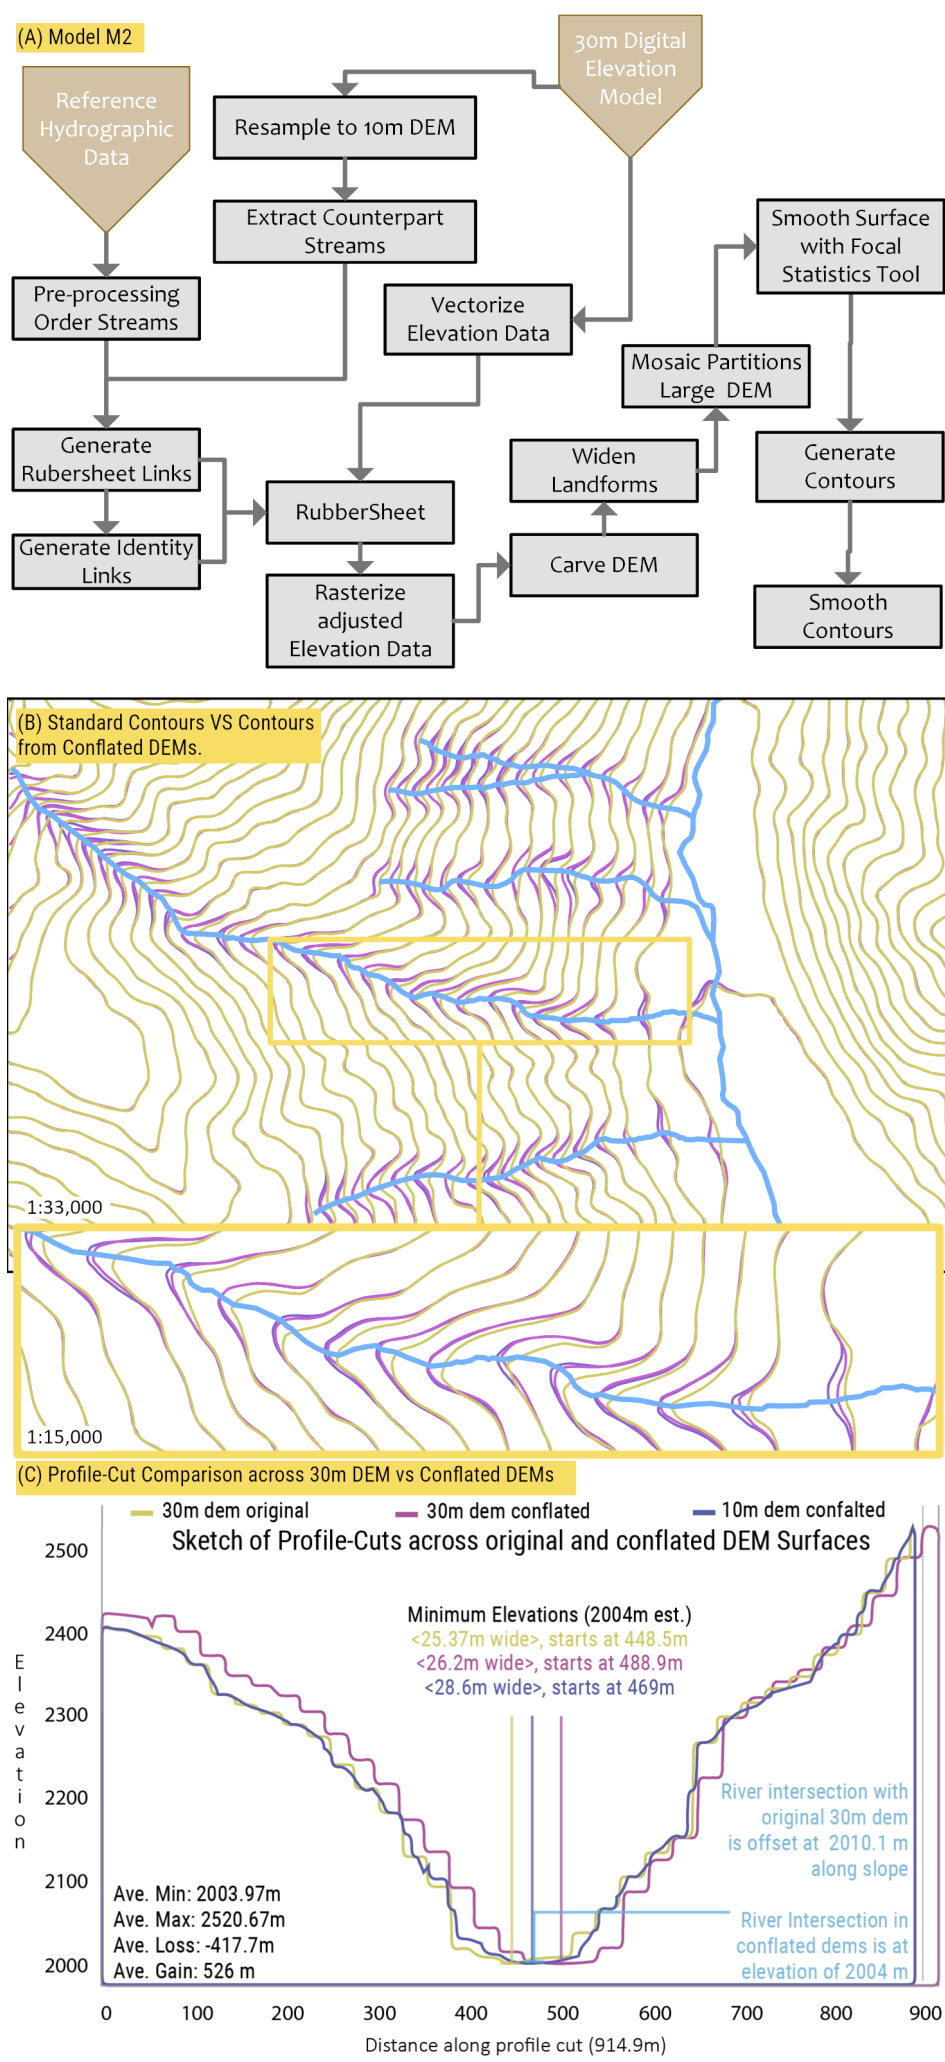 (A) Model M2
Reference
Hydrographic
Data
30m Digital
Elevation
Model
Resample to 10m DEM
Extract Counterpart
Streams
Pre-processing
Order Streams
Vectorize
Elevation Data
Smooth Surface
with Focal
Statistics Tool
Mosaic Partitions
Large DEM
Generate
Rubersheet Links
Generate Identity
Links
RubberSheet
Rasterize
adjusted
Elevation Data
Widen
Landforms
Carve DEM
Generate
Contours
Smooth
Contours
(B) Standard Contours VS Contours
from Conflated DEMs.
1:33,000
1:15,000
(C) Profile-Cut Comparison across 30m DEM vs Conflated DEMs
30m dem original
30m dem conflated
10m dem confalted
Sketch of Profile-Cuts across original and conflated DEM Surfaces
Minimum Elevations (2004m est.)
<25.37m wide>, starts at 448.5m
<26.2m wide>, starts at 488.9m
<28.6m wide>, starts at 469m
Elevation
2500
2400
2300
2200
2100
2000
River intersection with
original 30m dem
is offset at 2010.1 m
along slope
River Intersection in
conflated dems is at
elevation of 2004 m
Ave. Min: 2003.97m
Ave. Max: 2520.67m
Ave. Loss: -417.7m
Ave. Gain: 526 m
0 100 200 300 400 500 600 700 800 900
Distance along profile cut (914.9m)